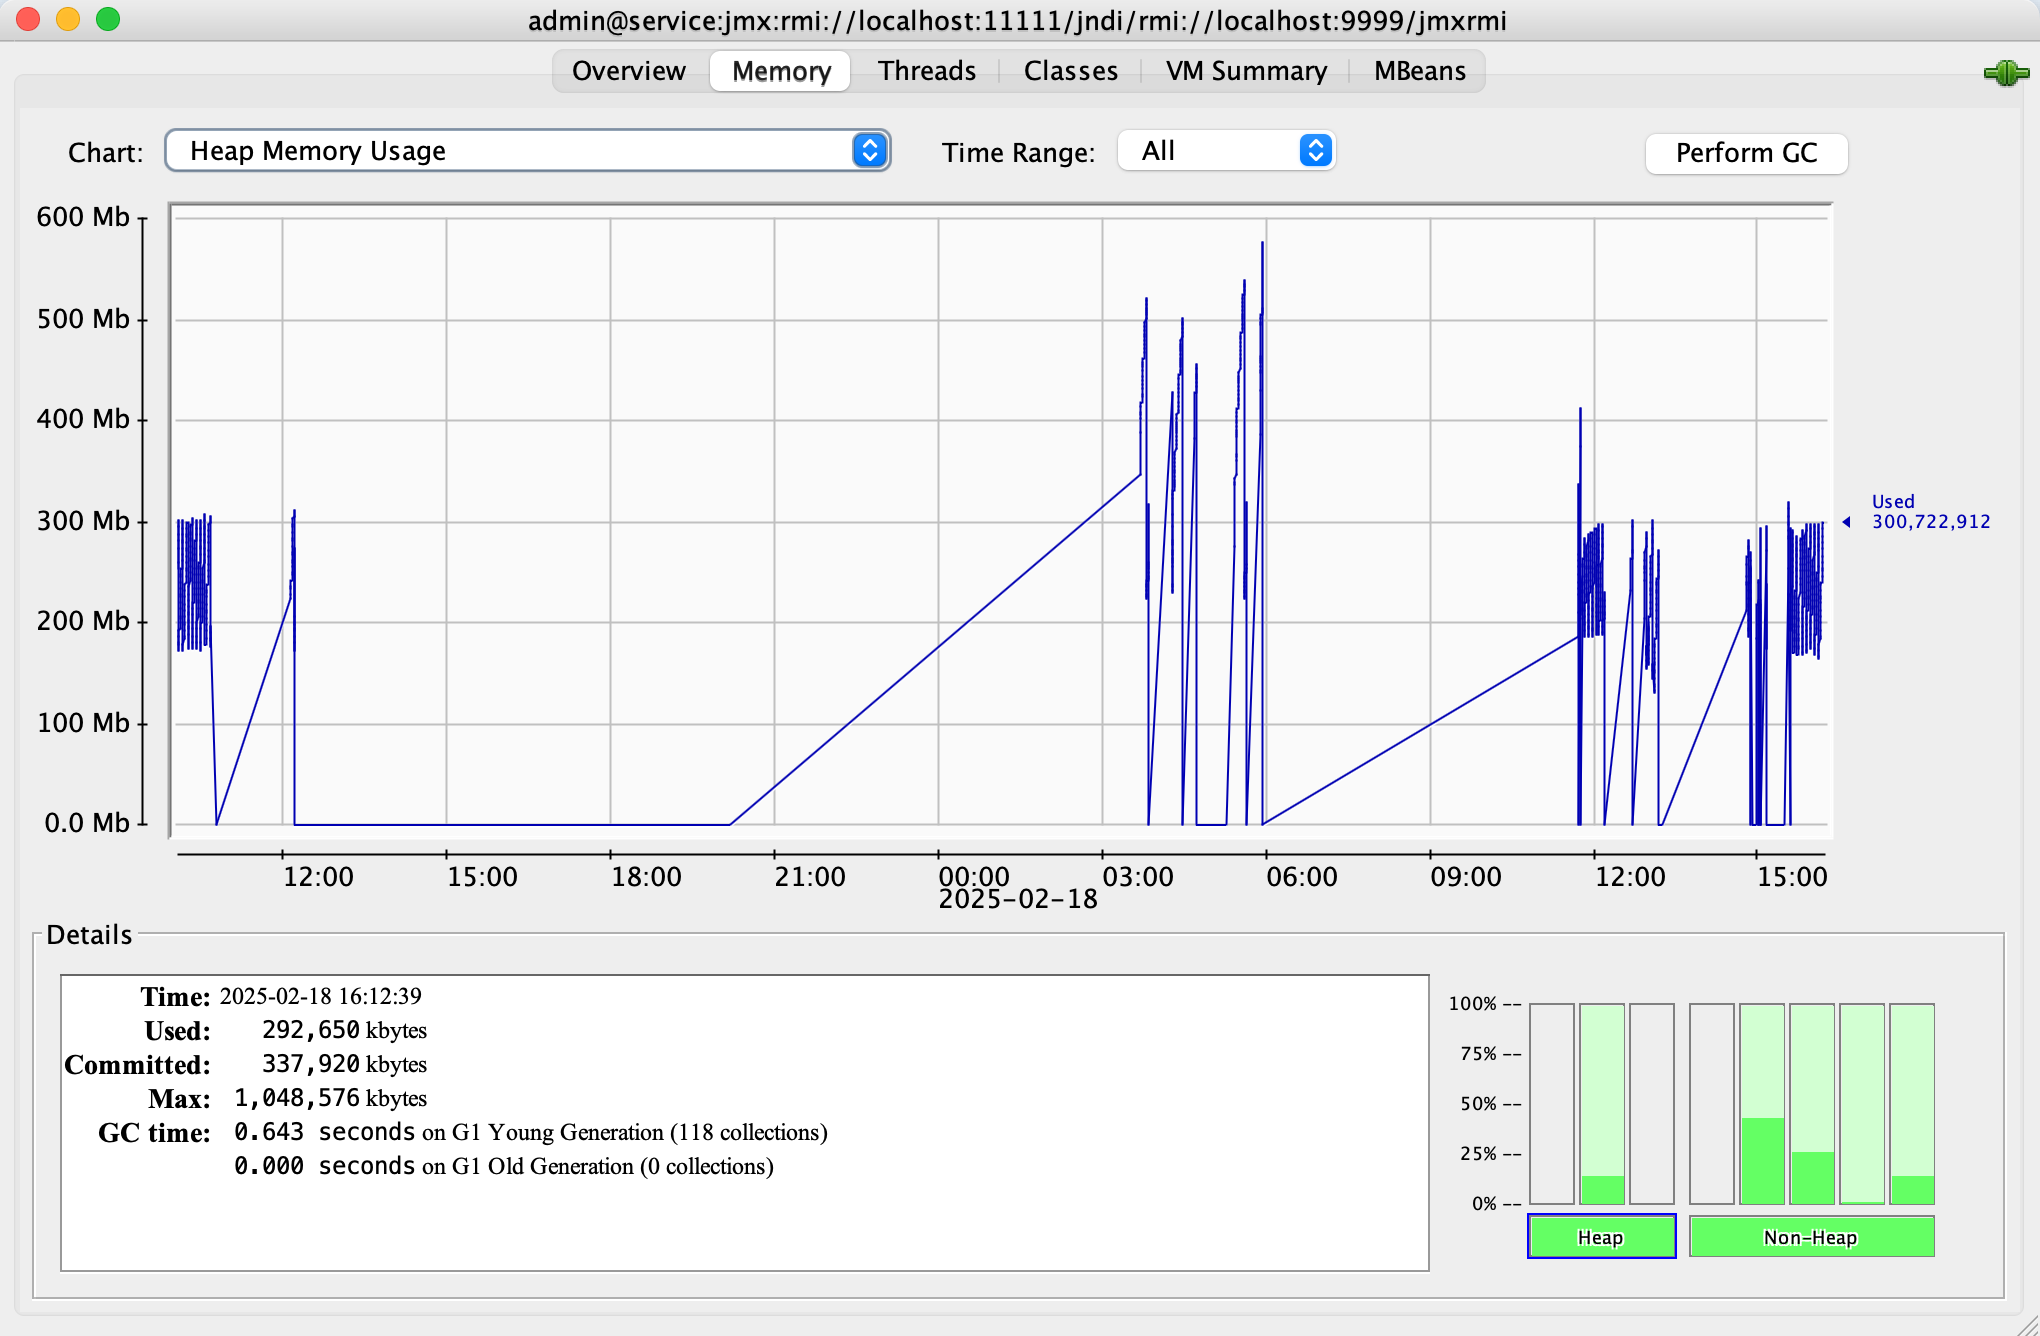 admin@service:jmx:rmi://localhost:11111/jndi/rmi://localhost:9999/jmxrmi
Overview Memory Threads Classes VM Summary MBeans
Chart: Heap Memory Usage Time Range: All Perform GC
600 Mb
500 Mb
400 Mb
300 Mb
200 Mb
100 Mb
0.0 Mb
Used
300,722,912
12:00 15:00 18:00 21:00 00:00 03:00 06:00 09:00 12:00 15:00
2025-02-18
Details
Time: 2025-02-18 16:12:39
Used: 292,650 kbytes
Committed: 337,920 kbytes
Max: 1,048,576 kbytes
GC time: 0.643 seconds on G1 Young Generation (118 collections)
0.000 seconds on G1 Old Generation (0 collections)
100% --
75% --
50% --
25% --
0% --
Heap Non-Heap